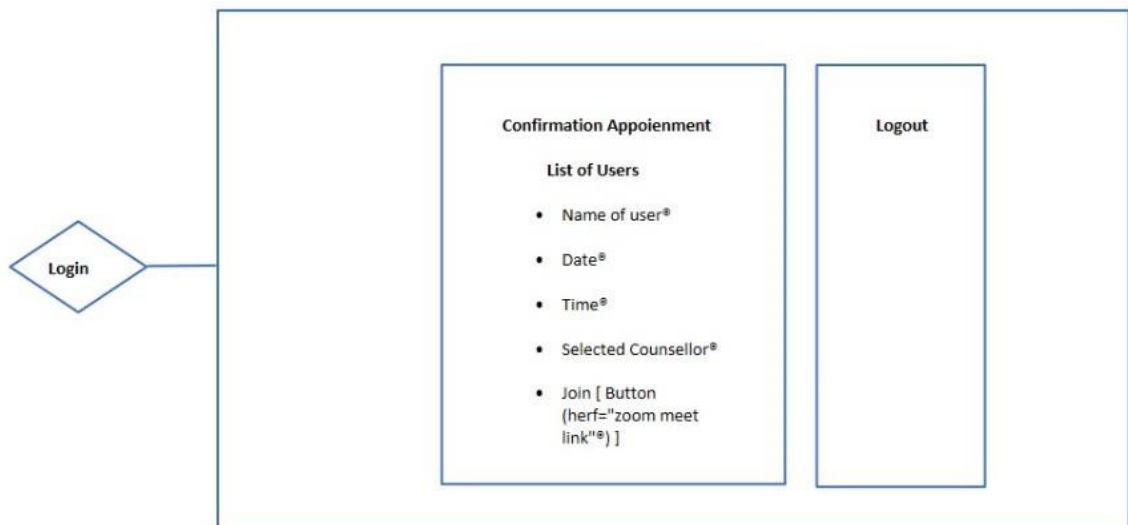 Login
Confirmation Appoienment
List of Users
• Name of user®
• Date®
• Time®
• Selected Counsellor®
• Join [ Button
(herf="zoom meet
link"®) ]
Logout